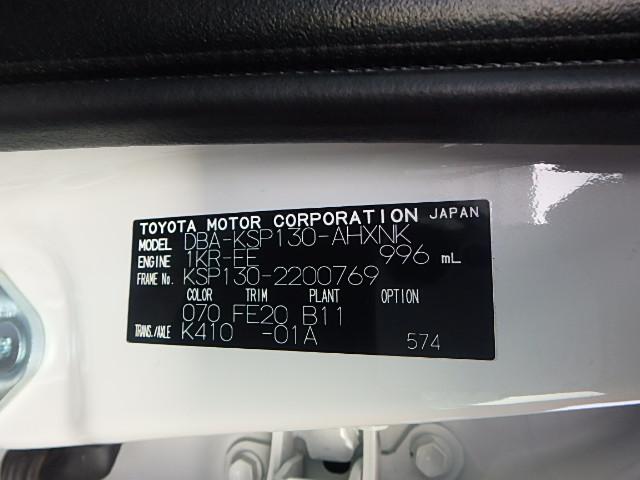 TOYOTA MOTOR CORPORATION JAPAN
MODEL DBA-KSP130-AHXNK
ENGINE 1KR-FE 996 mL
FRAME No. KSP130-2200769
COLOR TRIM PLANT OPTION
070 FE20 B11
TRANS./AXLE K410 -01A 574